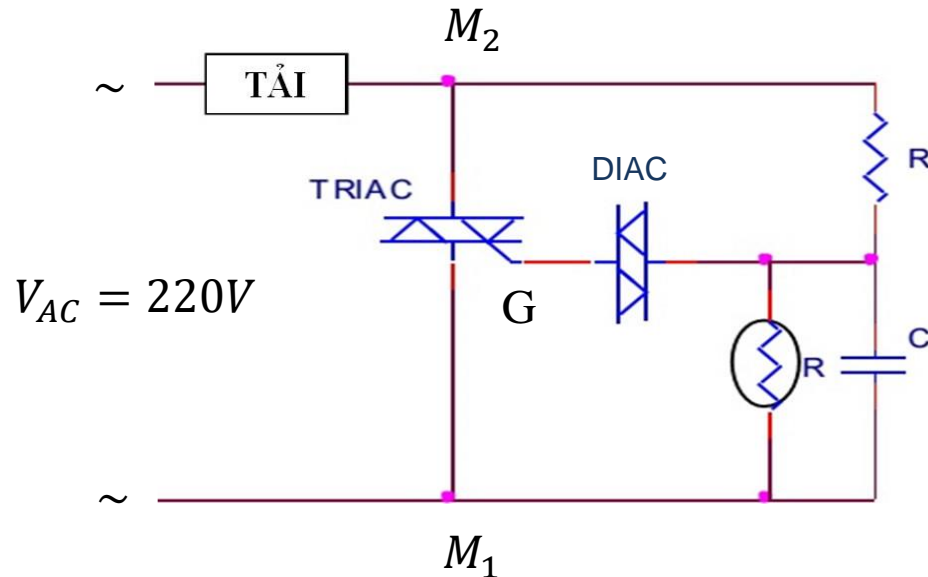 M₂
~
TẢI
R
DIAC
TRIAC
V_AC = 220V
G
R
C
~
M₁